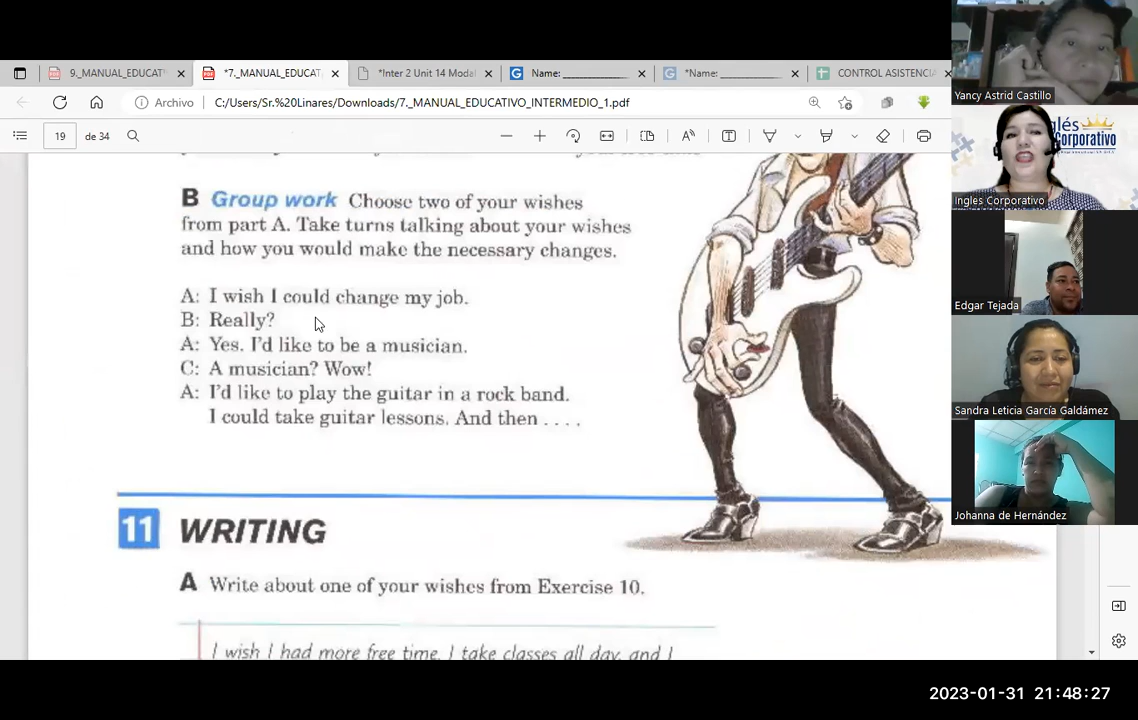 9._MANUAL_EDUCAT
*7._MANUAL_EDUCAT
*Inter 2 Unit 14 Modal
Name: ____________
*Name: ____________
CONTROL ASISTENCIA
Archivo
C:/Users/Sr.%20Linares/Downloads/7._MANUAL_EDUCATIVO_INTERMEDIO_1.pdf
19 de 34
B Group work Choose two of your wishes
from part A. Take turns talking about your wishes
and how you would make the necessary changes.
A: I wish I could change my job.
B: Really?
A: Yes. I'd like to be a musician.
C: A musician? Wow!
A: I'd like to play the guitar in a rock band.
I could take guitar lessons. And then . . . .
11 WRITING
A Write about one of your wishes from Exercise 10.
I wish I had more free time. I take classes all day, and I
Yancy Astrid Castillo
Corporativo
Ingles Corporativo
Edgar Tejada
Sandra Leticia García Galdámez
Johanna de Hernández
2023-01-31 21:48:27